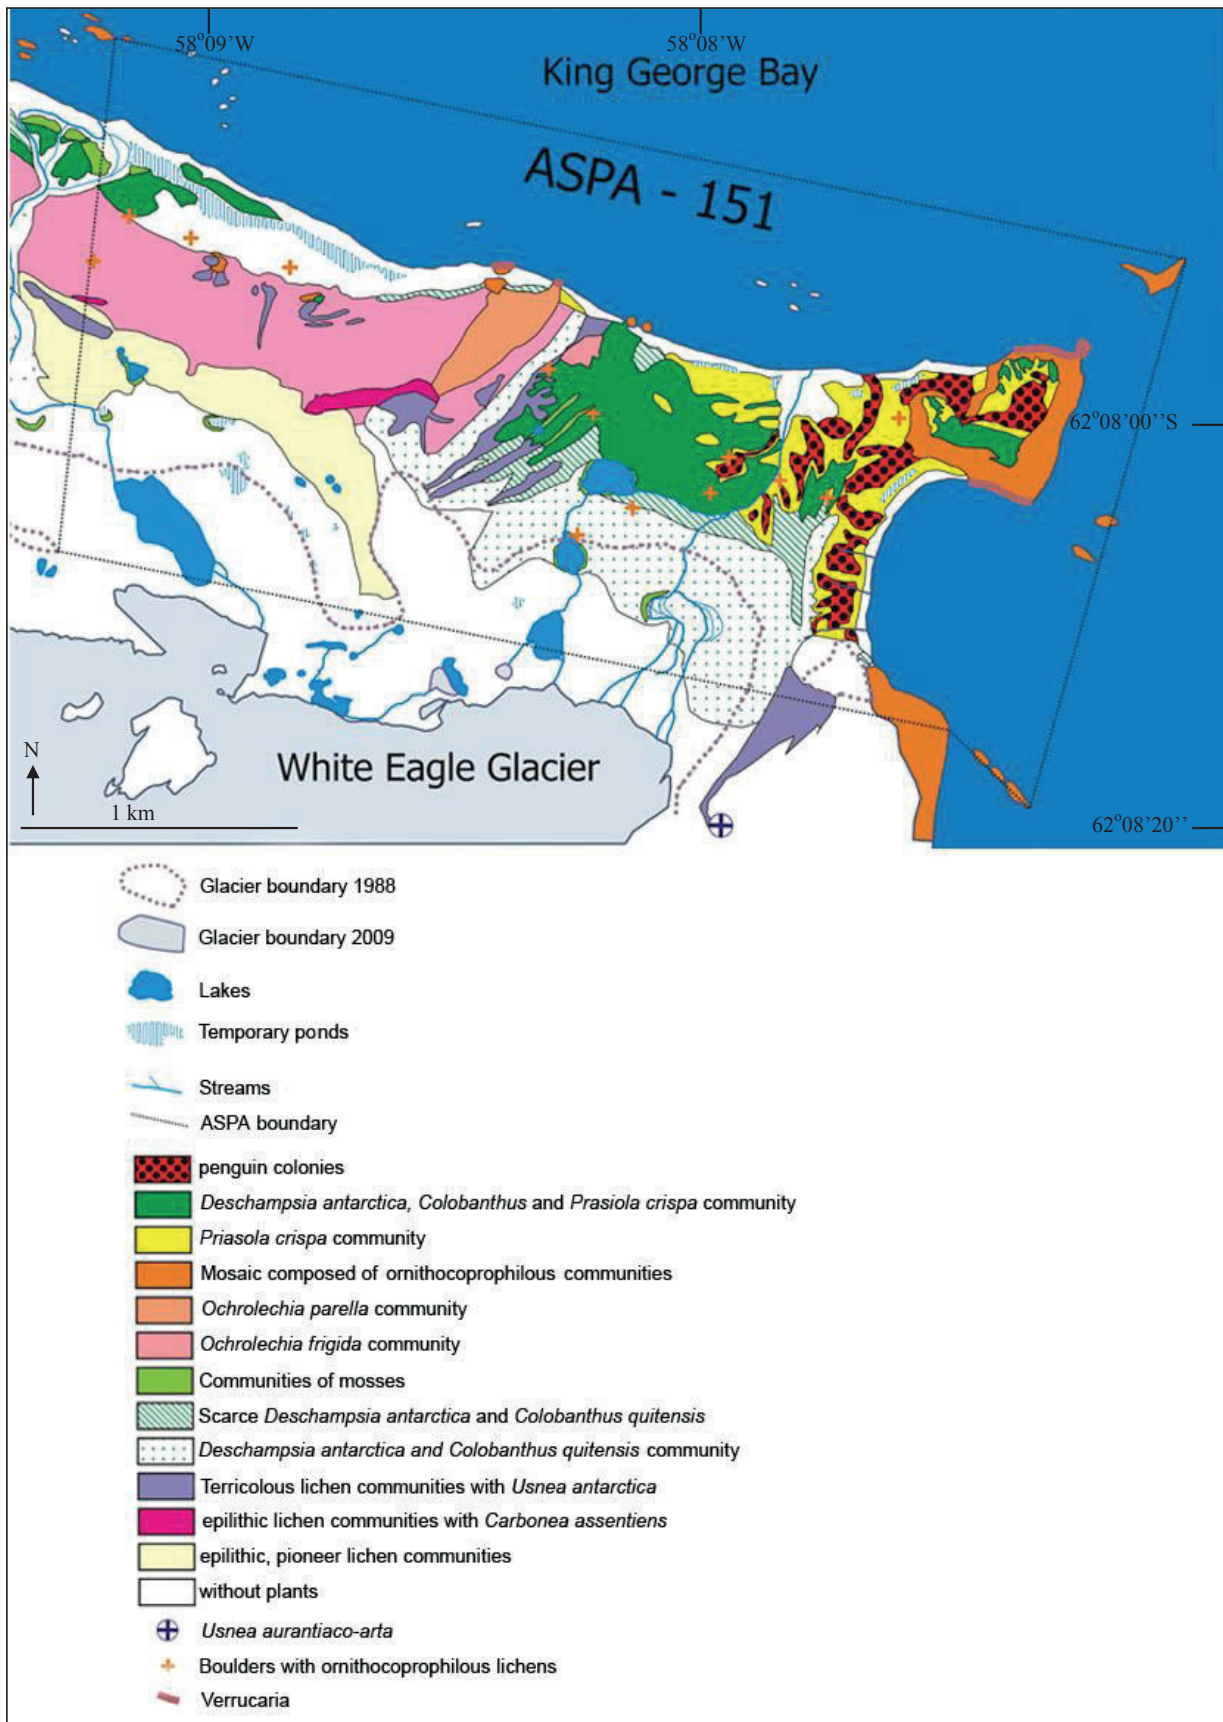 58°09'W
58°08'W
King George Bay
ASPA - 151
62°08'00''S
White Eagle Glacier
N
1 km
62°08'20''
Glacier boundary 1988
Glacier boundary 2009
Lakes
Temporary ponds
Streams
ASPA boundary
penguin colonies
Deschampsia antarctica, Colobanthus and Prasiola crispa community
Priasola crispa community
Mosaic composed of ornithocoprophilous communities
Ochrolechia parella community
Ochrolechia frigida community
Communities of mosses
Scarce Deschampsia antarctica and Colobanthus quitensis
Deschampsia antarctica and Colobanthus quitensis community
Terricolous lichen communities with Usnea antarctica
epilithic lichen communities with Carbonea assentiens
epilithic, pioneer lichen communities
without plants
Usnea aurantiaco-arta
Boulders with ornithocoprophilous lichens
Verrucaria